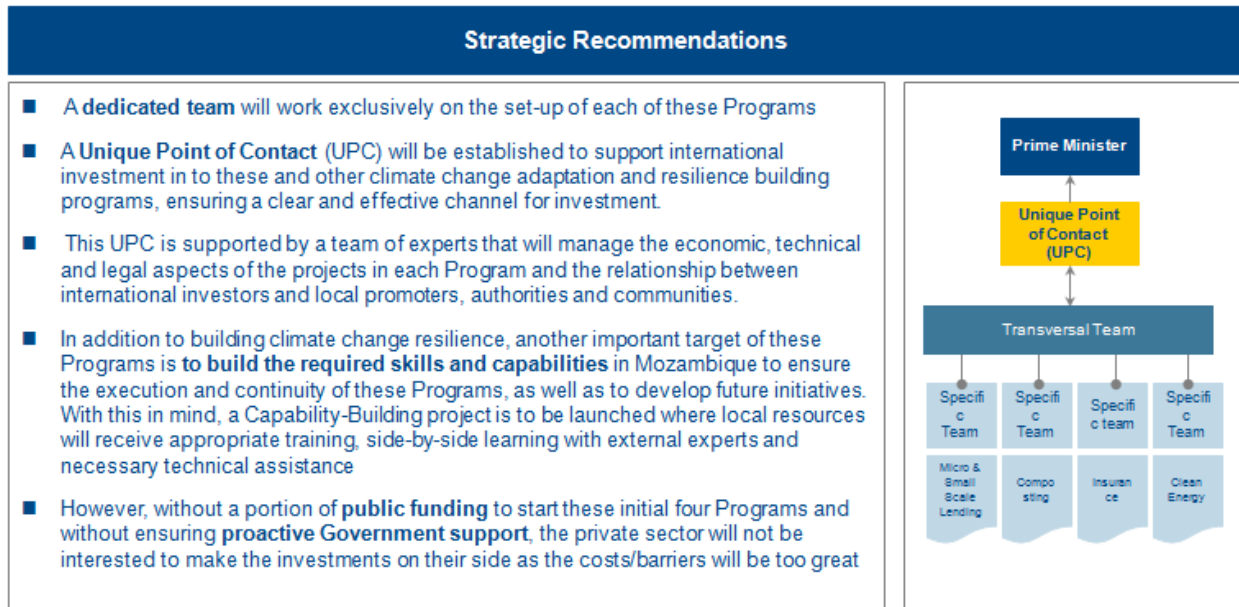 Strategic Recommendations
A dedicated team will work exclusively on the set-up of each of these Programs
A Unique Point of Contact (UPC) will be established to support international
investment in to these and other climate change adaptation and resilience building
programs, ensuring a clear and effective channel for investment.
This UPC is supported by a team of experts that will manage the economic, technical
and legal aspects of the projects in each Program and the relationship between
international investors and local promoters, authorities and communities.
In addition to building climate change resilience, another important target of these
Programs is to build the required skills and capabilities in Mozambique to ensure
the execution and continuity of these Programs, as well as to develop future initiatives.
With this in mind, a Capability-Building project is to be launched where local resources
will receive appropriate training, side-by-side learning with external experts and
necessary technical assistance
However, without a portion of public funding to start these initial four Programs and
without ensuring proactive Government support, the private sector will not be
interested to make the investments on their side as the costs/barriers will be too great
Prime Minister
Unique Point
of Contact
(UPC)
Transversal Team
Specifi
c
Team
Specifi
c
Team
Specifi
c team
Specifi
c
Team
Micro &
Small
Scale
Lending
Compo
sting
Insuran
ce
Clean
Energy